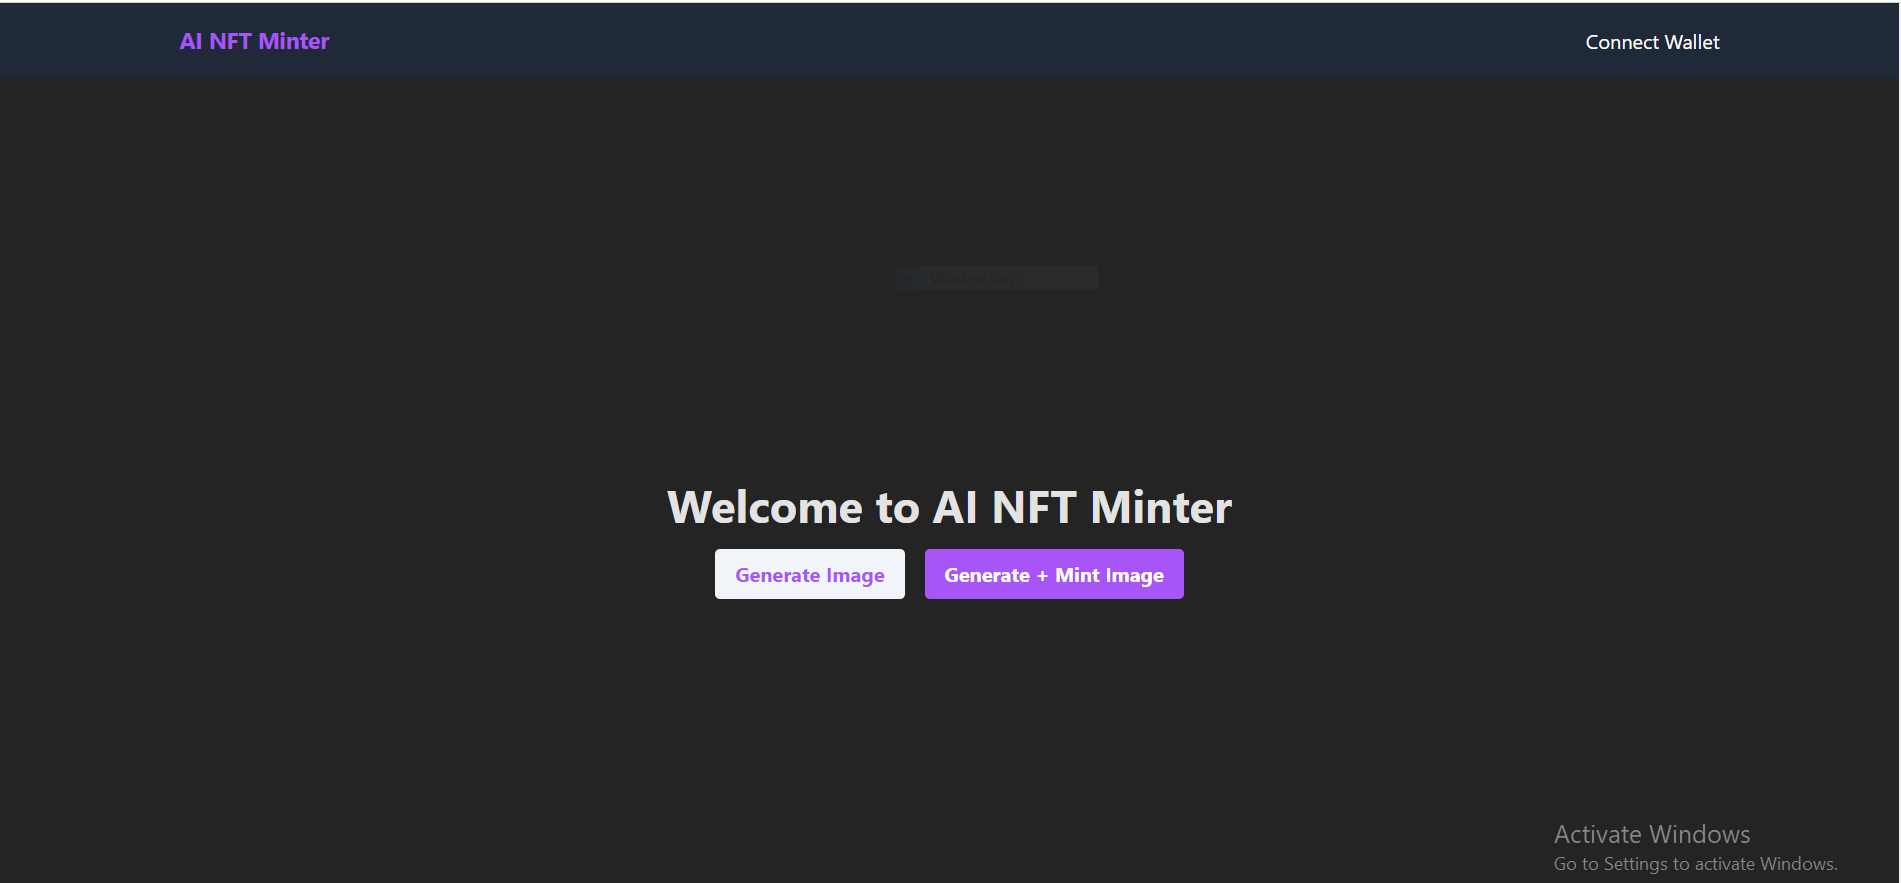 AI NFT Minter
Connect Wallet
Window Snip
Welcome to AI NFT Minter
Generate Image
Generate + Mint Image
Activate Windows
Go to Settings to activate Windows.